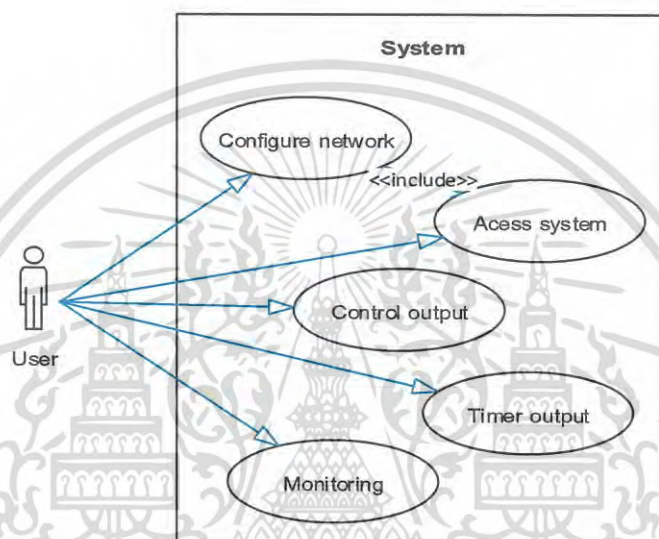 System
Configure network
<<include>>
Acess system
Control output
User
Timer output
Monitoring